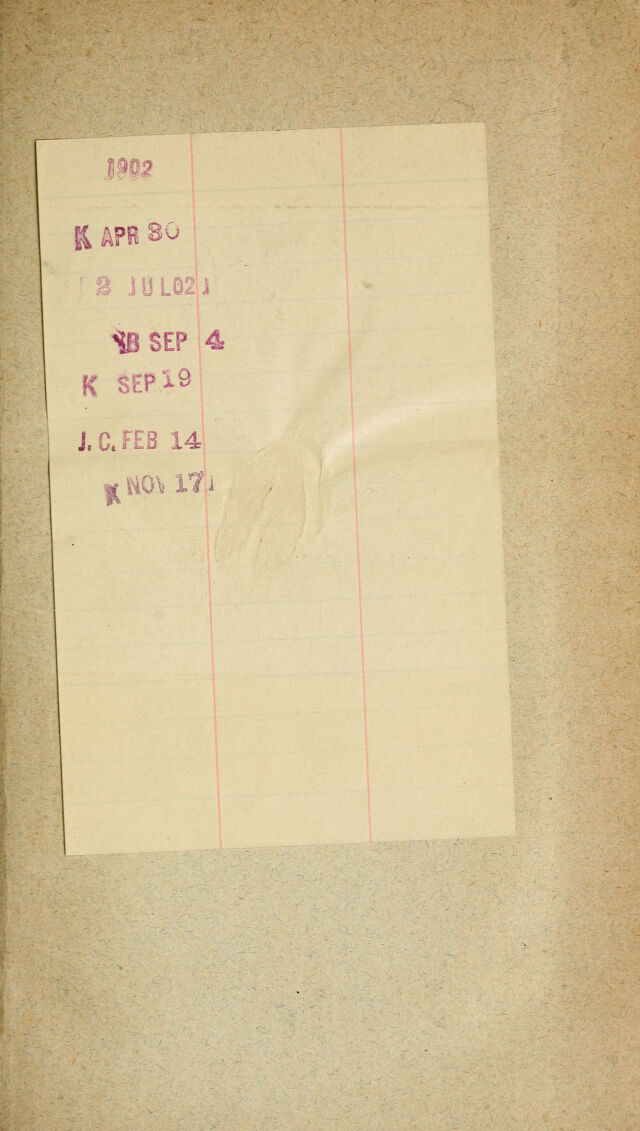 1902
K APR 30
2 JUL02
B SEP 4
K SEP 19
J. C. FEB 14
K NOV 17